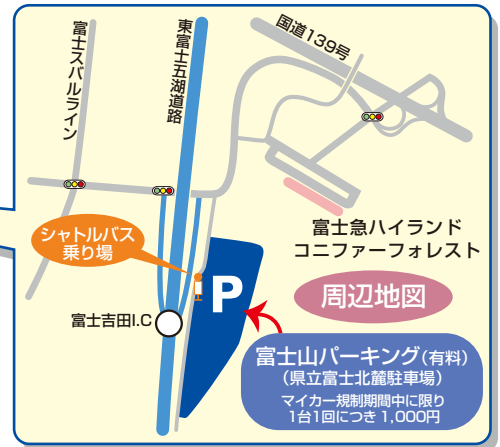 国道139号
富士スバルライン
東富士五湖道路
シャトルバス
乗り場
富士急ハイランド
コニファーフォレスト
P
周辺地図
富士吉田I.C
富士山パーキング(有料)
(県立富士北麓駐車場)
マイカー規制期間中に限り
1台1回につき1,000円